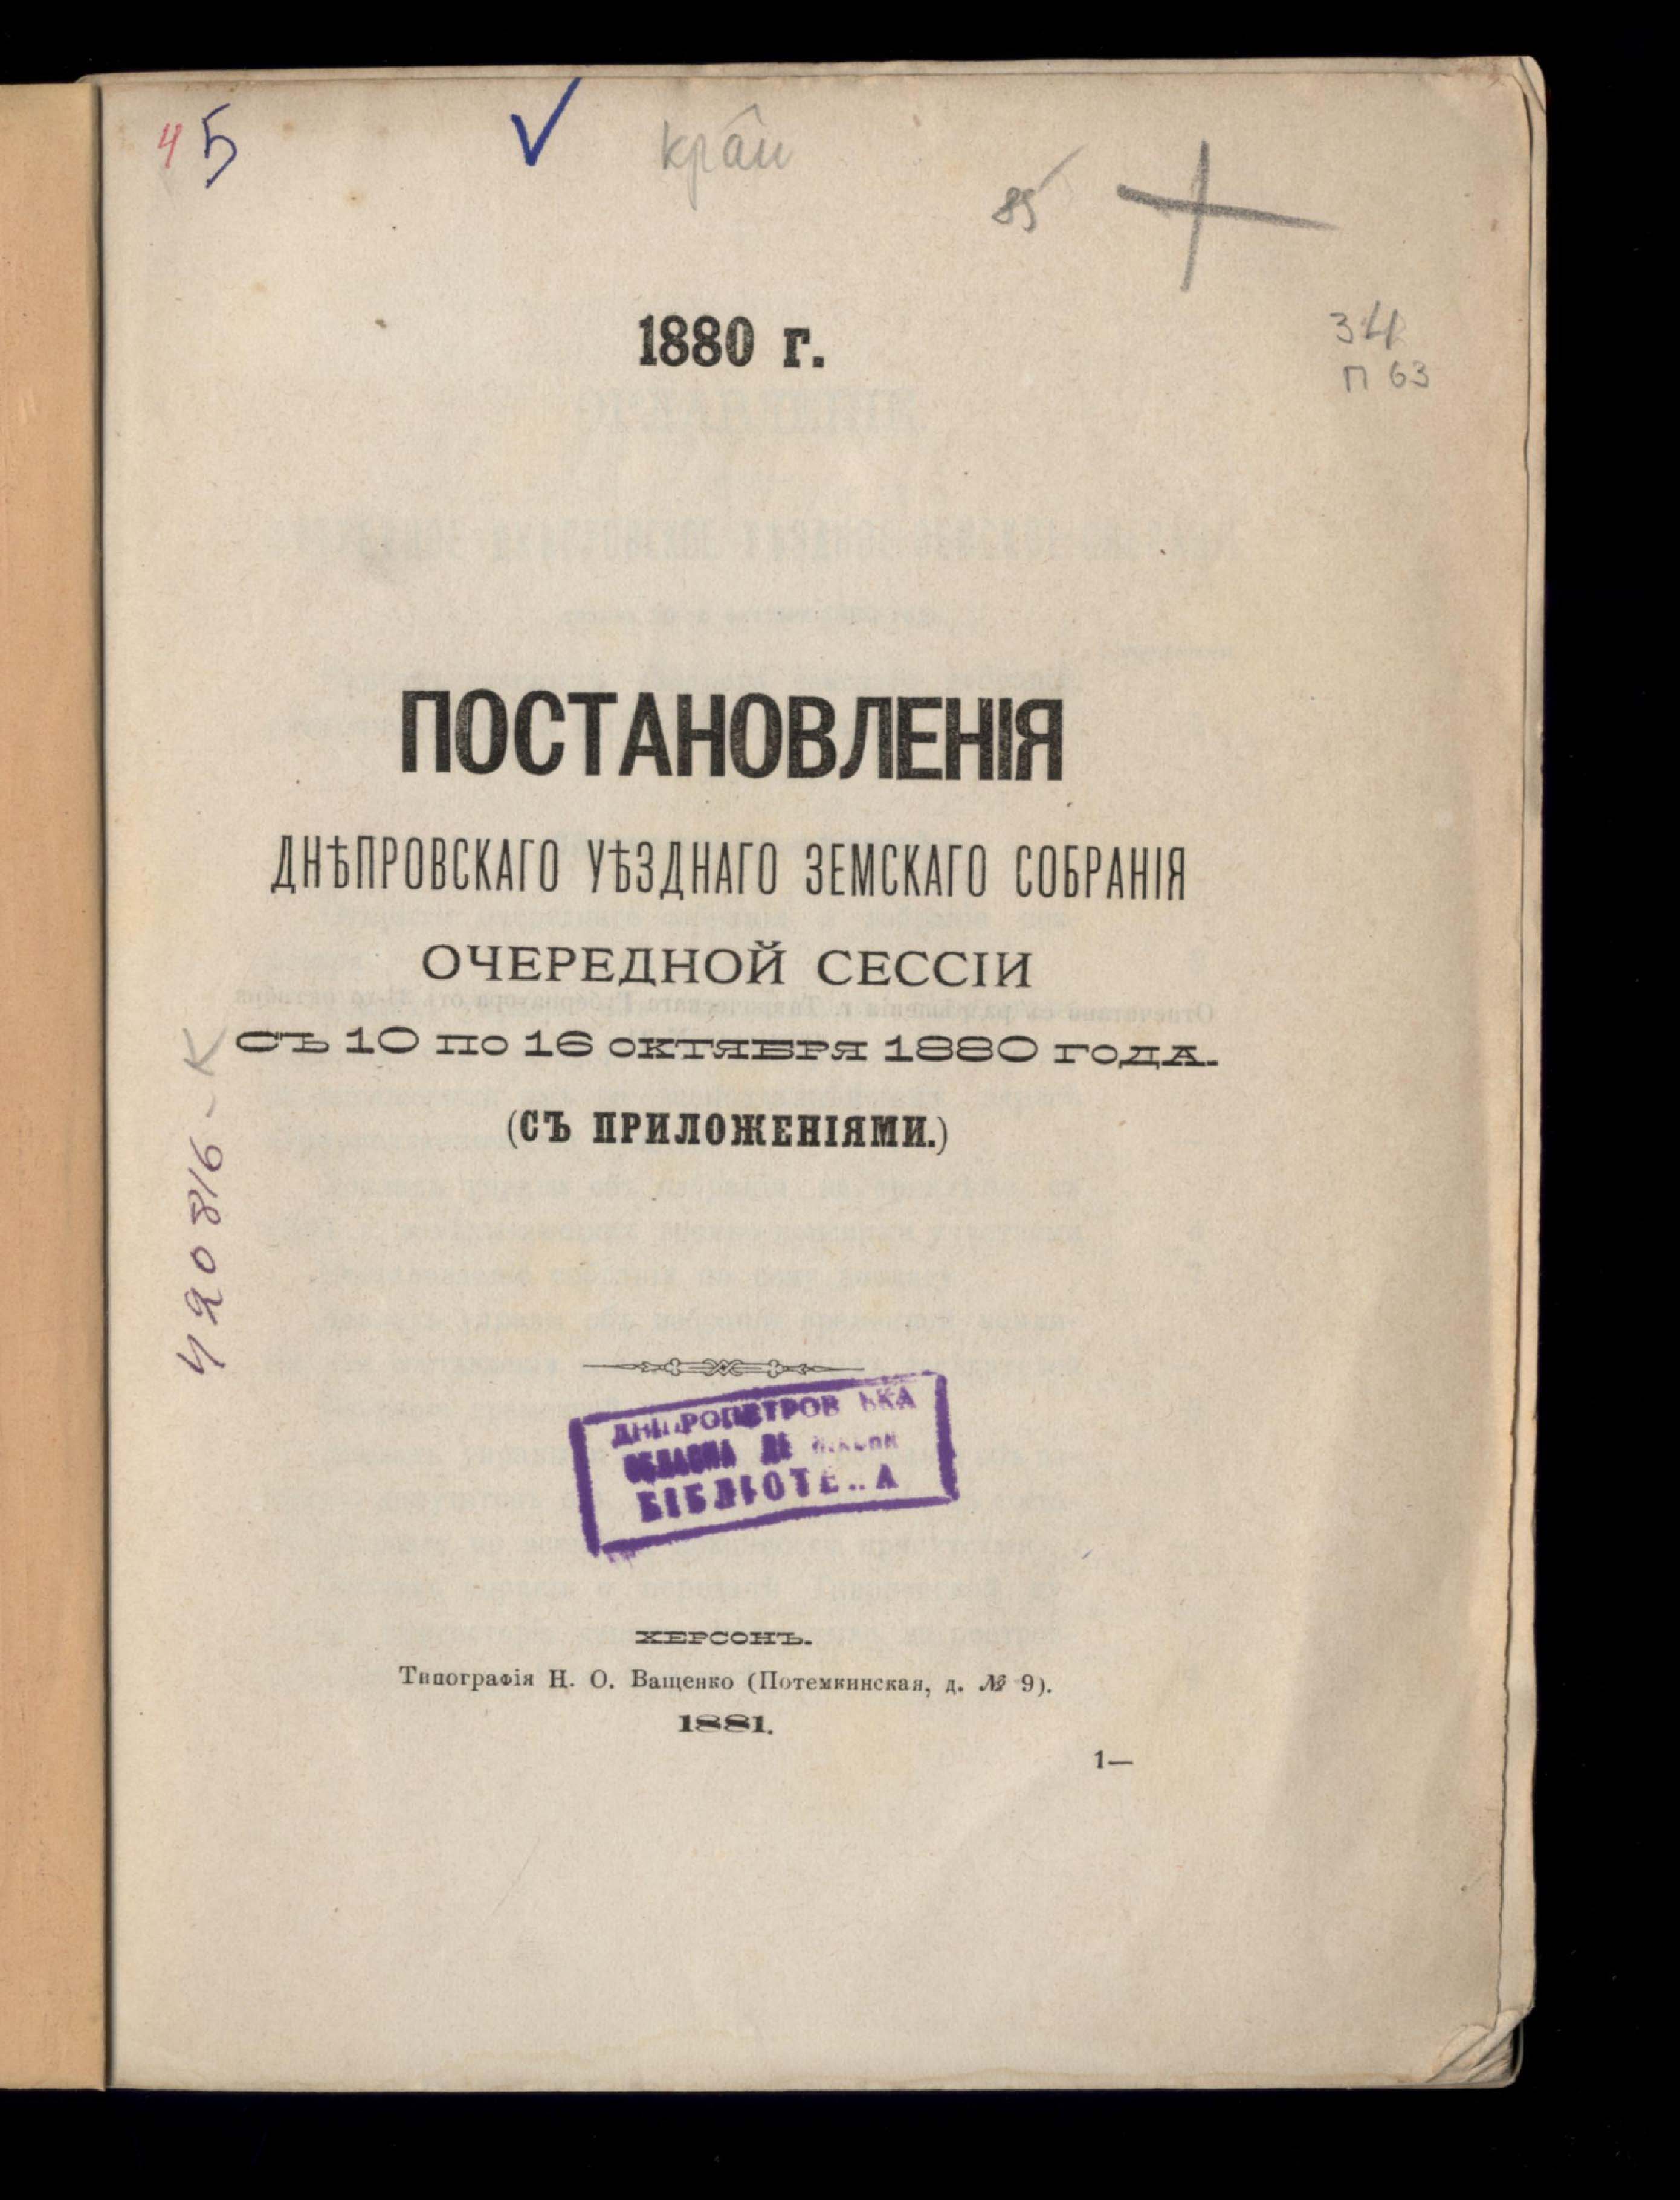 45
край
85
34
П 63
1880 г.
ПОСТАНОВЛЕНІЯ
ДНѢПРОВСКАГО УѢЗДНАГО ЗЕМСКАГО СОБРАНІЯ
ОЧЕРЕДНОЙ СЕССІИ
СЪ 10 ПО 16 ОКТЯБРЯ 1880 ГОДА.
(СЪ ПРИЛОЖЕНІЯМИ.)
42086-К
БІБЛІОТЕ А
ХЕРСОНЪ.
Типографія Н. О. Ващенко (Потемкинская, д. № 9).
1881.
1—